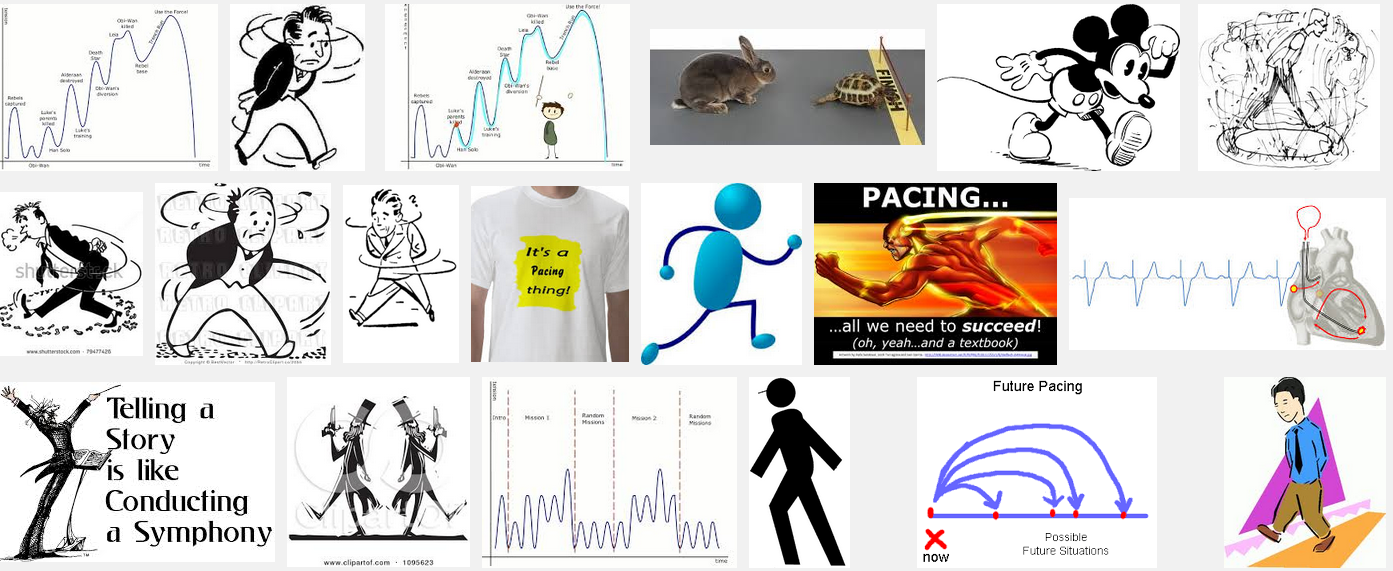 tension
Rebels
captured
Obi-Wan
Luke's
parents
killed
Han Solo
Alderaan
destroyed
Luke's
training
Death
Star
Obi-Wan's
diversion
Leia
Obi-Wan
killed
Rebel
base
Trench Run
Use the Force!
time
Rebels
captured
Obi-Wan
Luke's
parents
killed
Han Solo
Alderaan
destroyed
Luke's
training
Death
Star
Obi-Wan's
diversion
Leia
Obi-Wan
killed
Rebel
base
Trench Run
Use the Force!
time
FINISH
shutterstock
www.shutterstock.com · 79477426
RETRO CLIPART
It's a
Pacing
thing!
PACING...
...all we need to succeed!
(oh, yeah...and a textbook)
Telling a
Story
is like
Conducting
a Symphony
clipartof
www.clipartof.com · 1095623
tension
Intro
Mission 1
Random
Missions
Mission 2
Random
Missions
time
Future Pacing
now
Possible
Future Situations